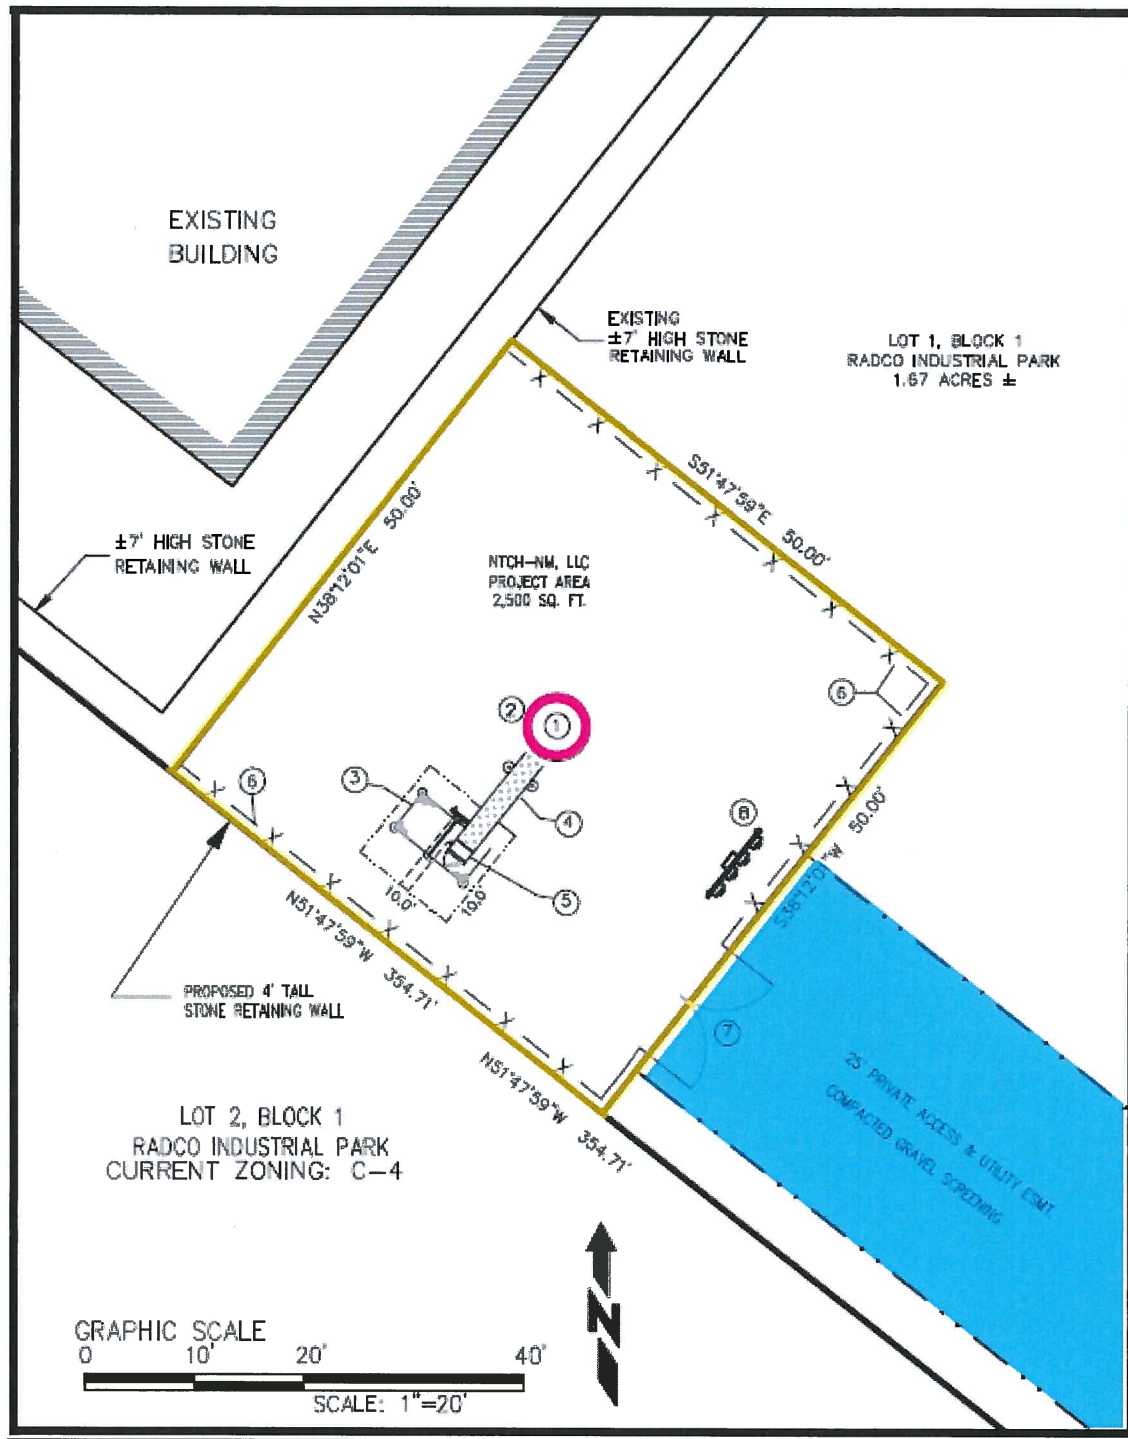 EXISTING
BUILDING
EXISTING
±7' HIGH STONE
RETAINING WALL
LOT 1, BLOCK 1
RADCO INDUSTRIAL PARK
1.67 ACRES ±
S51°47'59"E 50.00'
N38°12'01"E 50.00'
±7' HIGH STONE
RETAINING WALL
NTCH-NM, LLC
PROJECT AREA
2,500 SQ. FT.
6
2
1
3
6
4
8
S38°12'01"W 50.00'
5
10.0'
10.0'
N51°47'59"W 354.71'
PROPOSED 4' TALL
STONE RETAINING WALL
7
N51°47'59"W 354.71'
25' PRIVATE ACCESS & UTILITY ESMT
COMPACTED GRAVEL SCREENING
LOT 2, BLOCK 1
RADCO INDUSTRIAL PARK
CURRENT ZONING: C-4
N
GRAPHIC SCALE
0 10' 20' 40'
SCALE: 1"=20'